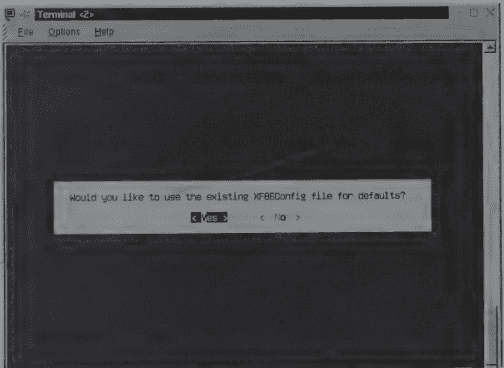 Terminal <2>
File Options Help
Would you like to use the existing XF86Config file for defaults?
< Yes > < No >